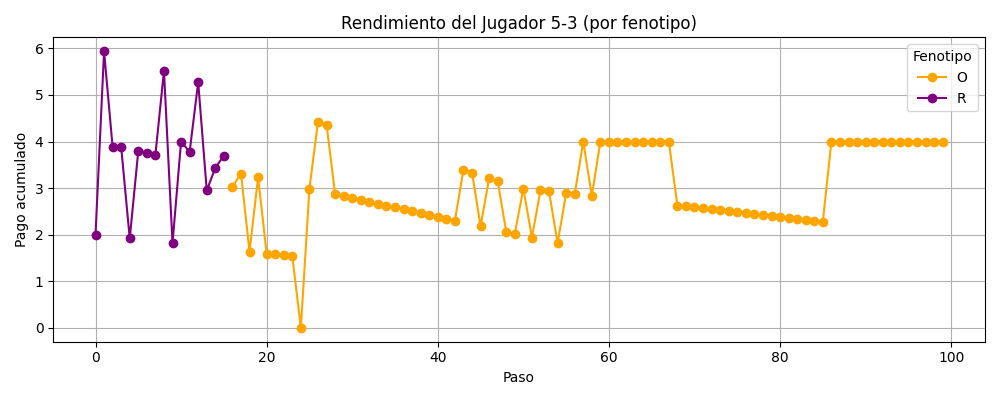 Rendimiento del Jugador 5-3 (por fenotipo)
Pago acumulado
6
5
4
3
2
1
0
Fenotipo
O
R
0 20 40 60 80 100
Paso